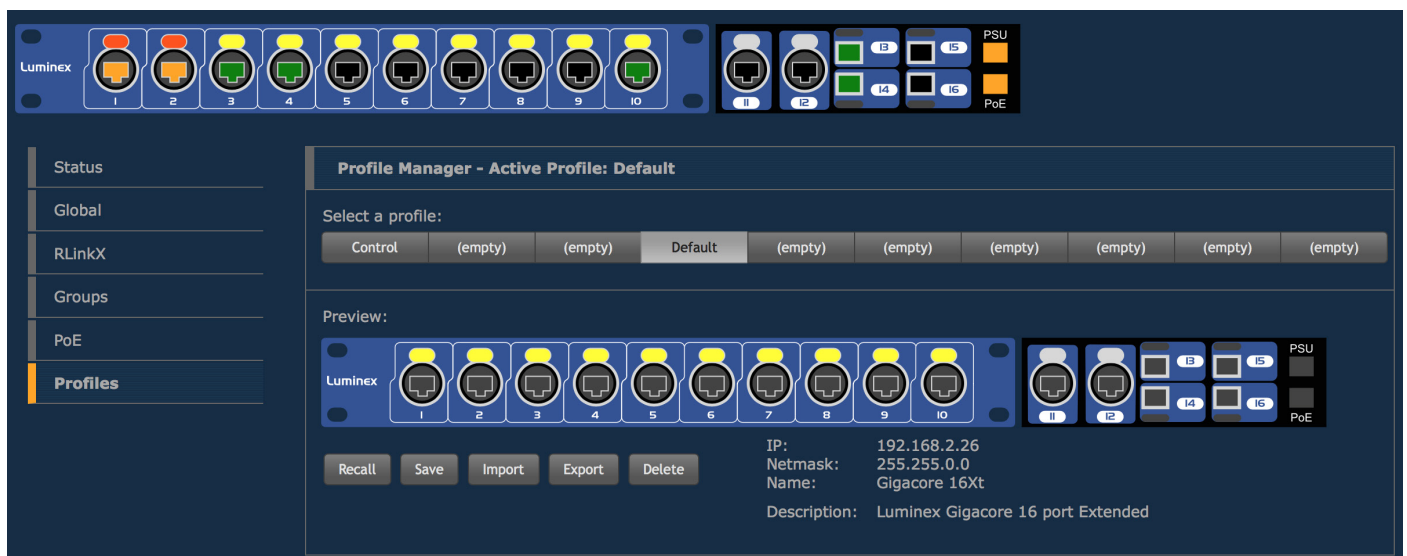 PSU
Luminex
13 15
14 16
1 2 3 4 5 6 7 8 9 10 11 12
PoE
Status
Global
RLinkX
Groups
PoE
Profiles
Profile Manager - Active Profile: Default
Select a profile:
Control (empty) (empty) Default (empty) (empty) (empty) (empty) (empty) (empty)
Preview:
PSU
13 15
Luminex
14 16
1 2 3 4 5 6 7 8 9 10 11 12
PoE
Recall Save Import Export Delete
IP: 192.168.2.26
Netmask: 255.255.0.0
Name: Gigacore 16Xt
Description: Luminex Gigacore 16 port Extended